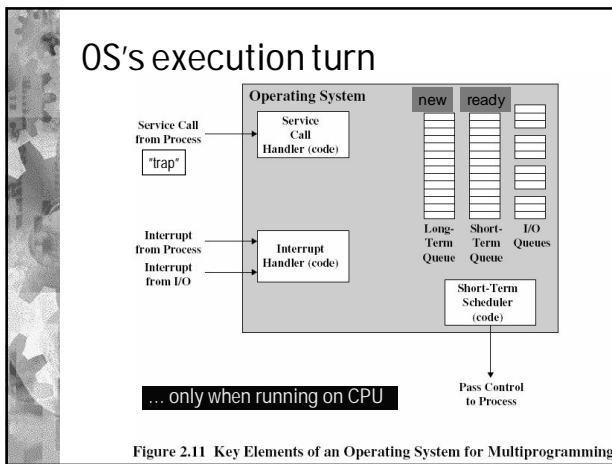 OS's execution turn
Operating System
new
ready
Service Call
from Process
"trap"
Service
Call
Handler (code)
Interrupt
from Process
Interrupt
from I/O
Interrupt
Handler (code)
Long-
Term
Queue
Short-
Term
Queue
I/O
Queues
Short-Term
Scheduler
(code)
... only when running on CPU
Pass Control
to Process
Figure 2.11 Key Elements of an Operating System for Multiprogramming